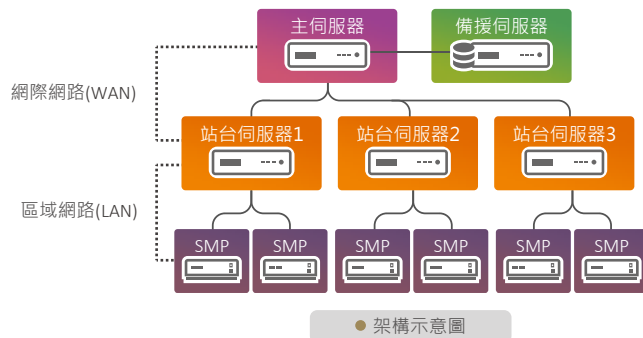 主伺服器
備援伺服器
網際網路(WAN)
站台伺服器1
站台伺服器2
站台伺服器3
區域網路(LAN)
SMP
SMP
SMP
SMP
SMP
SMP
架構示意圖